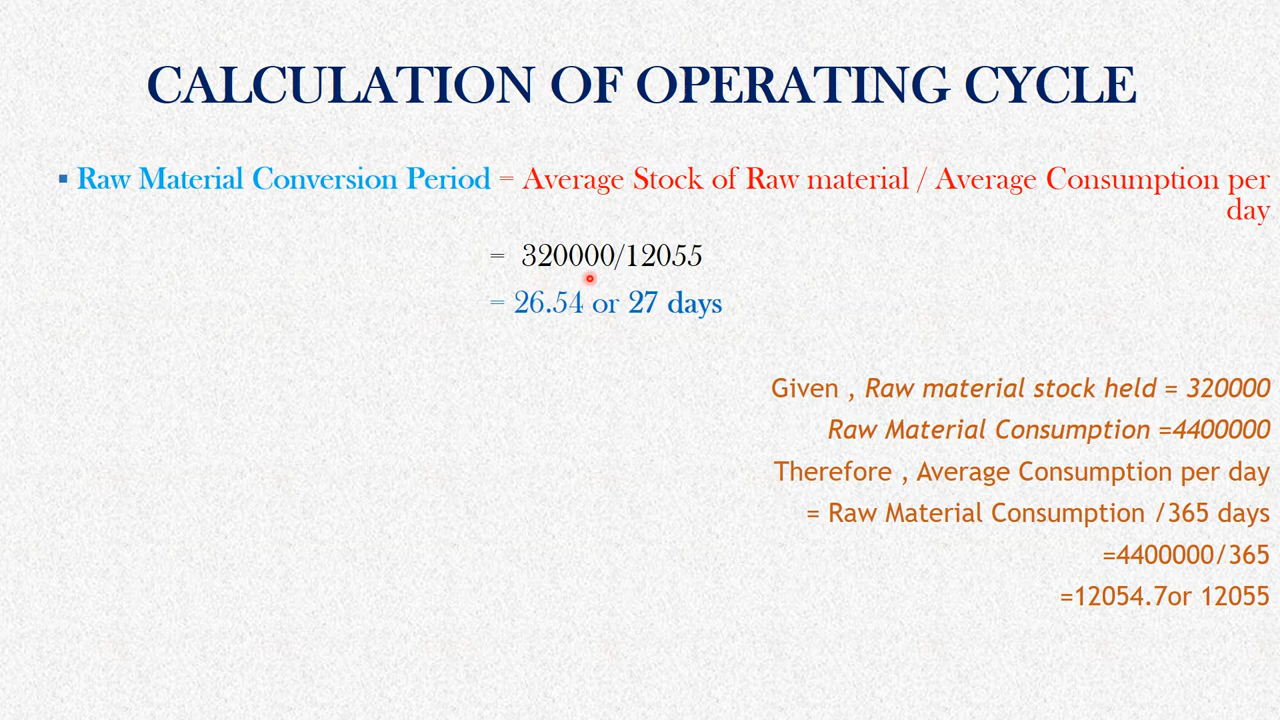 CALCULATION OF OPERATING CYCLE
▪ Raw Material Conversion Period = Average Stock of Raw material / Average Consumption per
day
= 320000/12055
= 26.54 or 27 days
Given , Raw material stock held = 320000
Raw Material Consumption =4400000
Therefore , Average Consumption per day
= Raw Material Consumption /365 days
=4400000/365
=12054.7or 12055